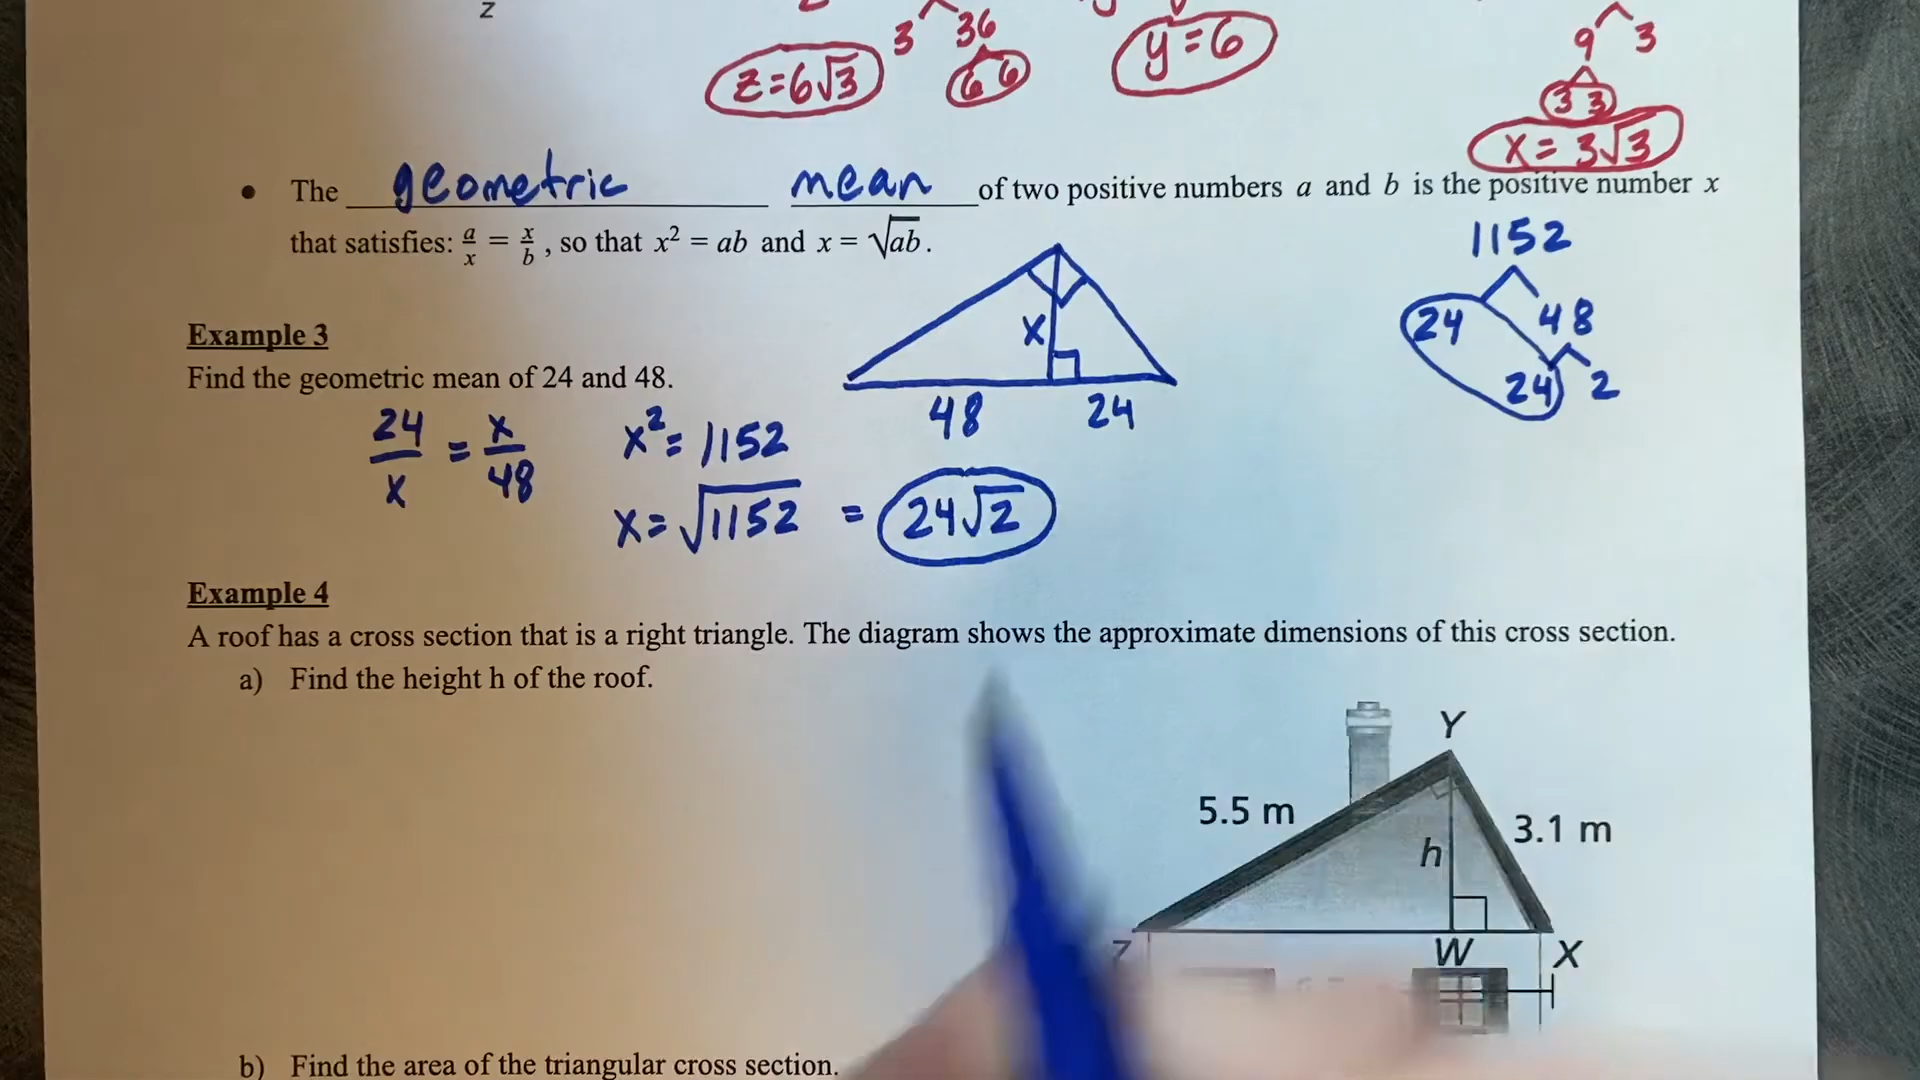 z
3 36
z=6√3
6 6
y=6
9 3
3 3
x = 3√3
• The geometric mean of two positive numbers a and b is the positive number x
that satisfies: a/x = x/b, so that x² = ab and x = √ab.
1152
24 48
24 2
x
48 24
Example 3
Find the geometric mean of 24 and 48.
24/x = x/48
x² = 1152
x = √1152 = 24√2
Example 4
A roof has a cross section that is a right triangle. The diagram shows the approximate dimensions of this cross section.
a) Find the height h of the roof.
Y
5.5 m
3.1 m
h
Z W X
b) Find the area of the triangular cross section.